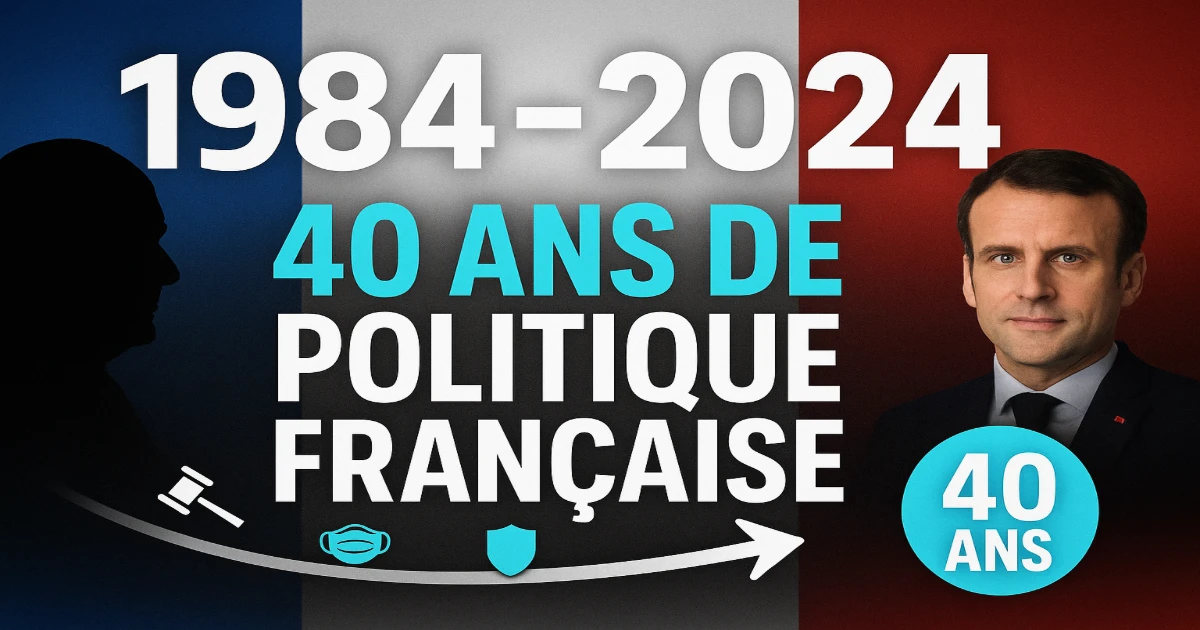 1984–2024
40 ANS DE
POLITIQUE
FRANÇAISE
40
ANS